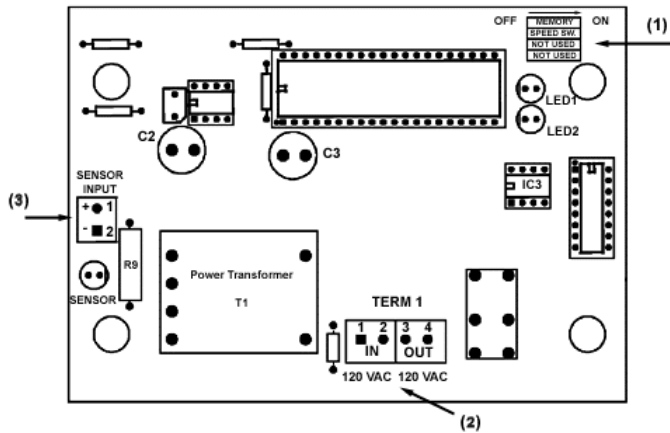 OFF MEMORY ON
SPEED SW.
NOT USED
NOT USED
(1)
LED1
LED2
C2
C3
SENSOR
INPUT
(3)
+ 1
- 2
IC3
R9
SENSOR
Power Transformer
T1
TERM 1
1 2 3 4
IN OUT
120 VAC 120 VAC
(2)